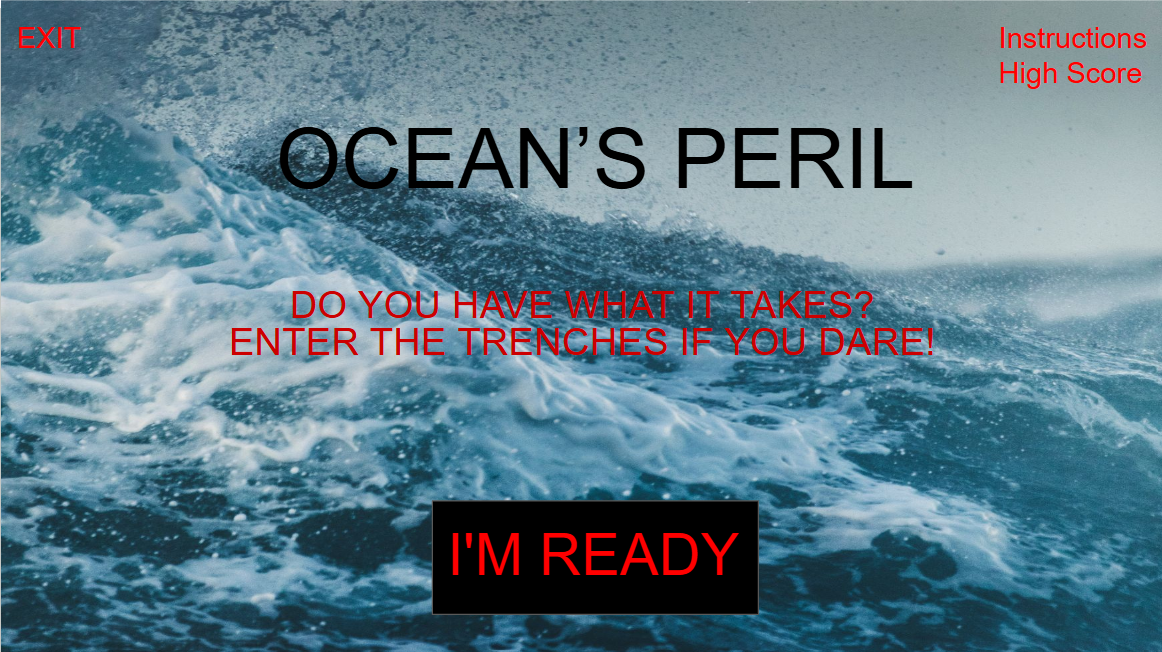 EXIT
Instructions
High Score
OCEAN’S PERIL
DO YOU HAVE WHAT IT TAKES?
ENTER THE TRENCHES IF YOU DARE!
I'M READY